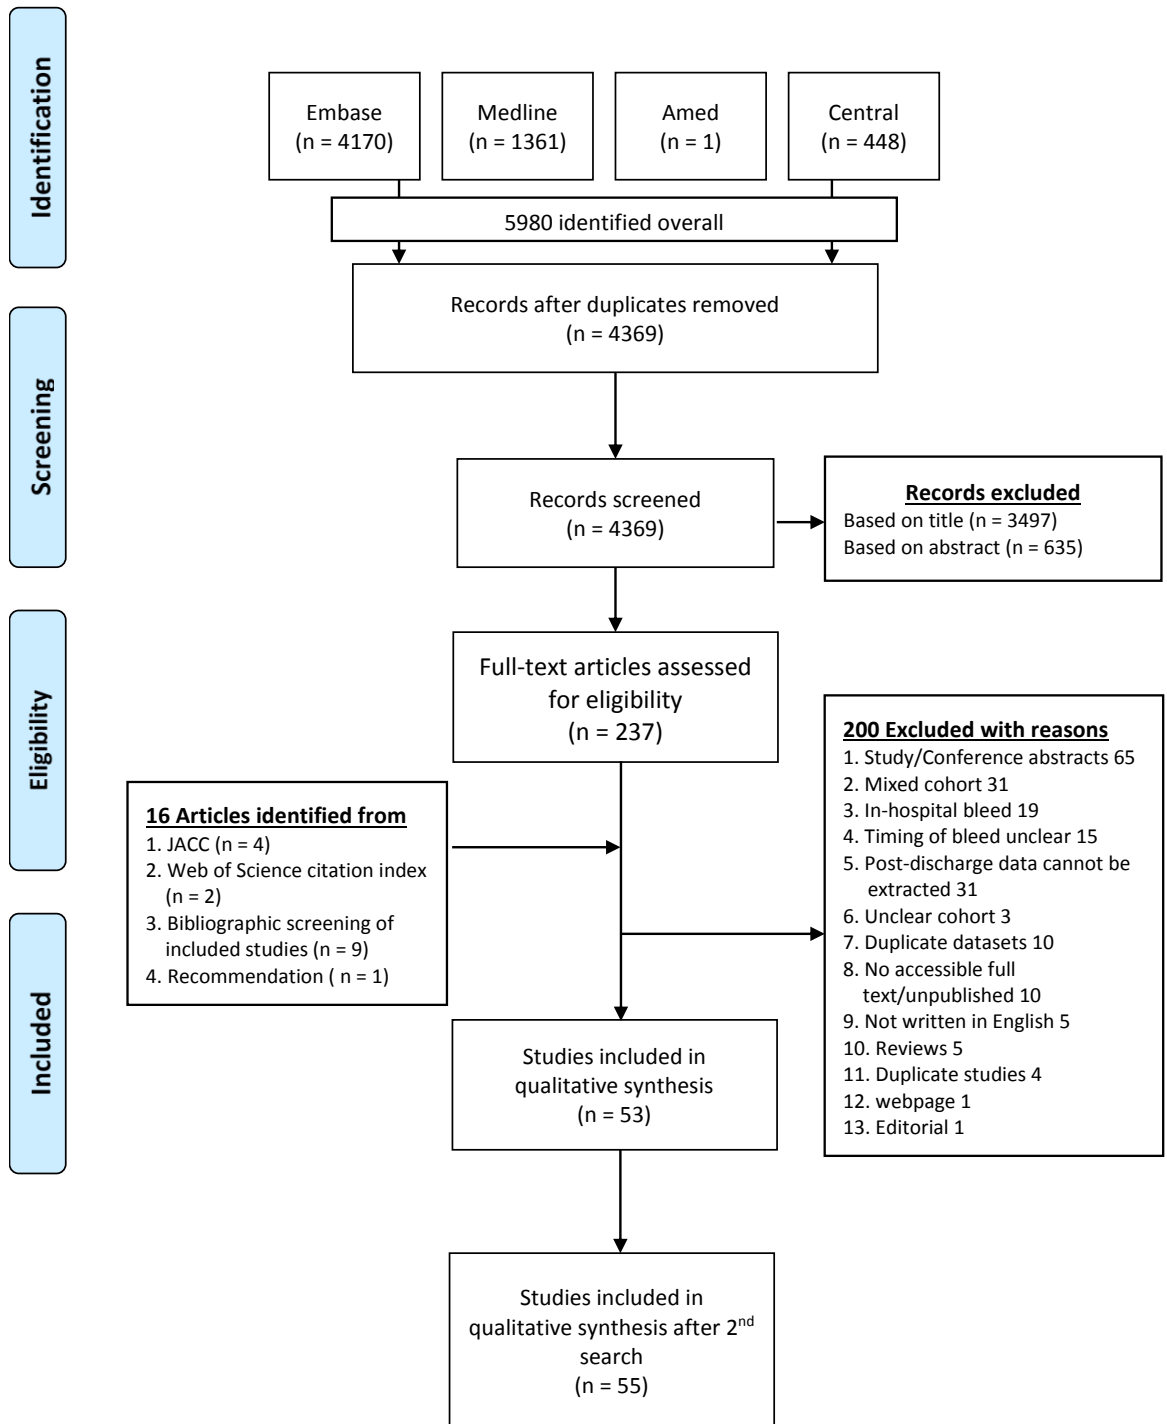 Identification
Embase
(n = 4170)
Medline
(n = 1361)
Amed
(n = 1)
Central
(n = 448)
5980 identified overall
Records after duplicates removed
(n = 4369)
Screening
Records screened
(n = 4369)
Records excluded
Based on title (n = 3497)
Based on abstract (n = 635)
Eligibility
Full-text articles assessed
for eligibility
(n = 237)
200 Excluded with reasons
1. Study/Conference abstracts 65
2. Mixed cohort 31
3. In-hospital bleed 19
4. Timing of bleed unclear 15
5. Post-discharge data cannot be
extracted 31
6. Unclear cohort 3
7. Duplicate datasets 10
8. No accessible full
text/unpublished 10
9. Not written in English 5
10. Reviews 5
11. Duplicate studies 4
12. webpage 1
13. Editorial 1
16 Articles identified from
1. JACC (n = 4)
2. Web of Science citation index
(n = 2)
3. Bibliographic screening of
included studies (n = 9)
4. Recommendation ( n = 1)
Included
Studies included in
qualitative synthesis
(n = 53)
Studies included in
qualitative synthesis after 2nd
search
(n = 55)